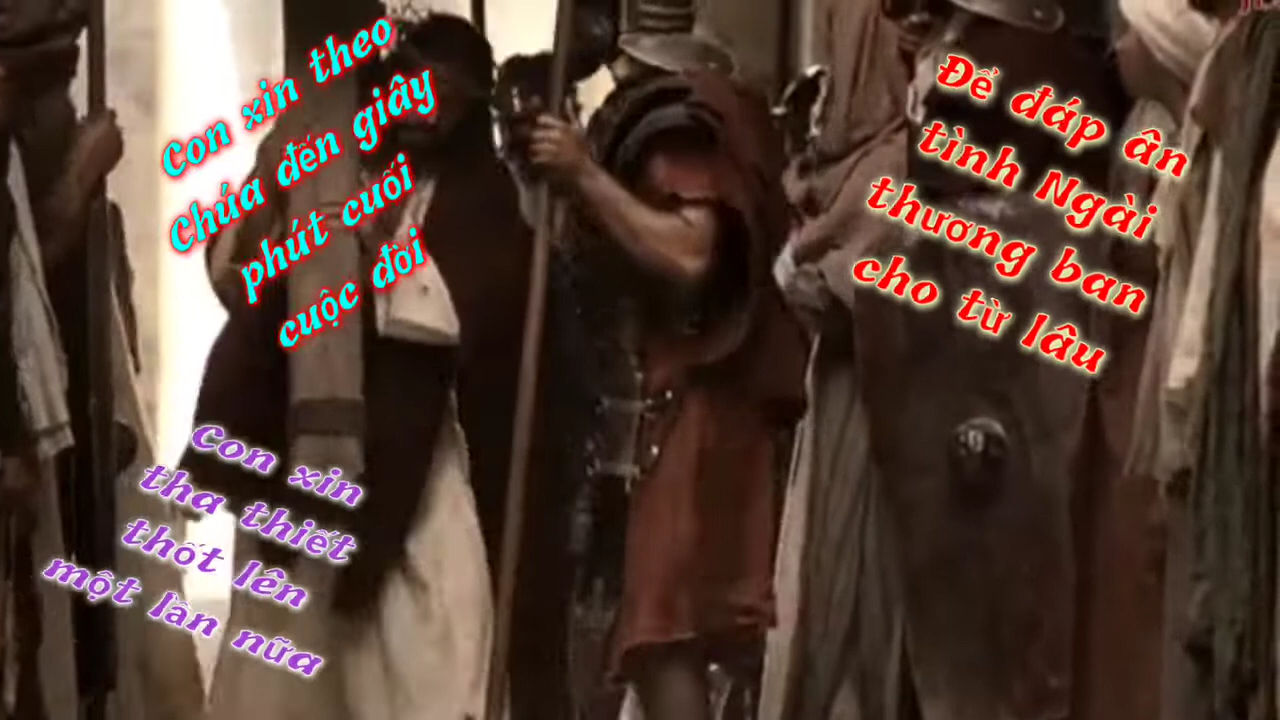 Con xin theo
Chúa đến giây
phút cuối
cuộc đời
Để đáp ân
tình Ngài
thương ban
cho từ lâu
Con xin
tha thiết
thốt lên
một lần nữa